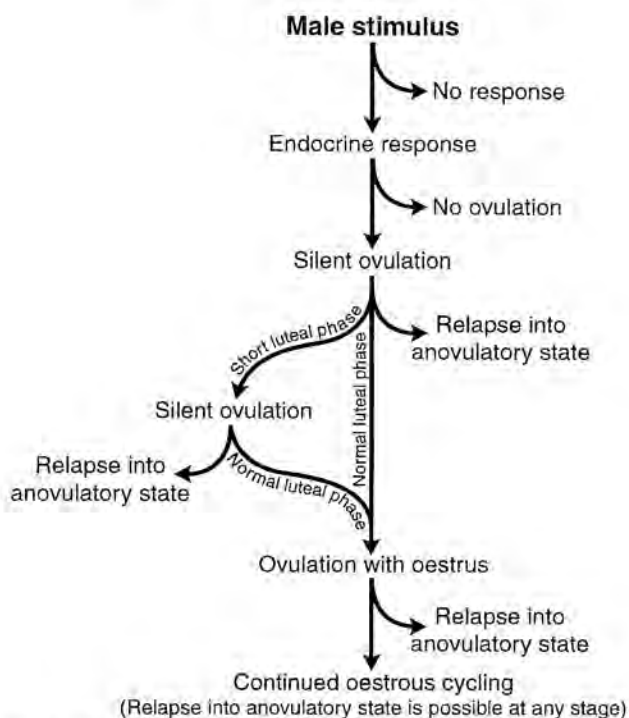 Male stimulus
No response
Endocrine response
No ovulation
Silent ovulation
Short luteal phase
Normal luteal phase
Relapse into
anovulatory state
Silent ovulation
Relapse into
anovulatory state
Normal luteal phase
Ovulation with oestrus
Relapse into
anovulatory state
Continued oestrous cycling
(Relapse into anovulatory state is possible at any stage)